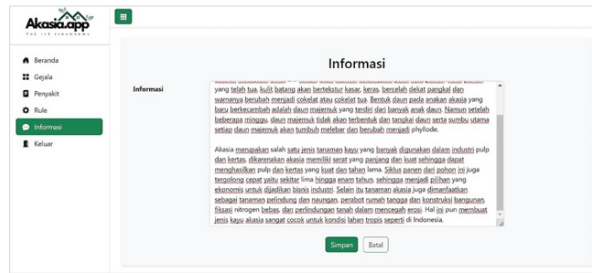 Akasia.app
Beranda
Gejala
Penyakit
Rule
Informasi
Keluar
Informasi
Informasi
yang telah tua, kulit batang akan bertekstur kasar, keras, bercelah dekat pangkal dan
warnanya berubah menjadi cokelat atau cokelat tua. Bentuk daun pada anakan akasia yang
baru berkecambah adalah daun majemuk yang terdiri dari banyak anak daun. Namun setelah
beberapa minggu, daun majemuk tidak akan terbentuk dan tangkai daun serta sumbu utama
setiap daun majemuk akan tumbuh melebar dan berubah menjadi phyllode.
Akasia merupakan salah satu jenis tanaman kayu yang banyak digunakan dalam industri pulp
dan kertas, dikarenakan akasia memiliki serat yang panjang dan kuat sehingga dapat
menghasilkan pulp dan kertas yang kuat dan tahan lama. Siklus panen dari pohon ini juga
tergolong cepat yaitu sekitar lima hingga enam tahun, sehingga menjadi pilihan yang
ekonomis untuk dijadikan bisnis industri. Selain itu tanaman akasia juga dimanfaatkan
sebagai tanaman pelindung dan naungan, perabot rumah tangga dan konstruksi bangunan,
fiksasi nitrogen bebas, dan perlindungan tanah dalam mencegah erosi. Hal ini pun membuat
jenis kayu akasia sangat cocok untuk kondisi lahan tropis seperti di Indonesia.
Simpan Batal